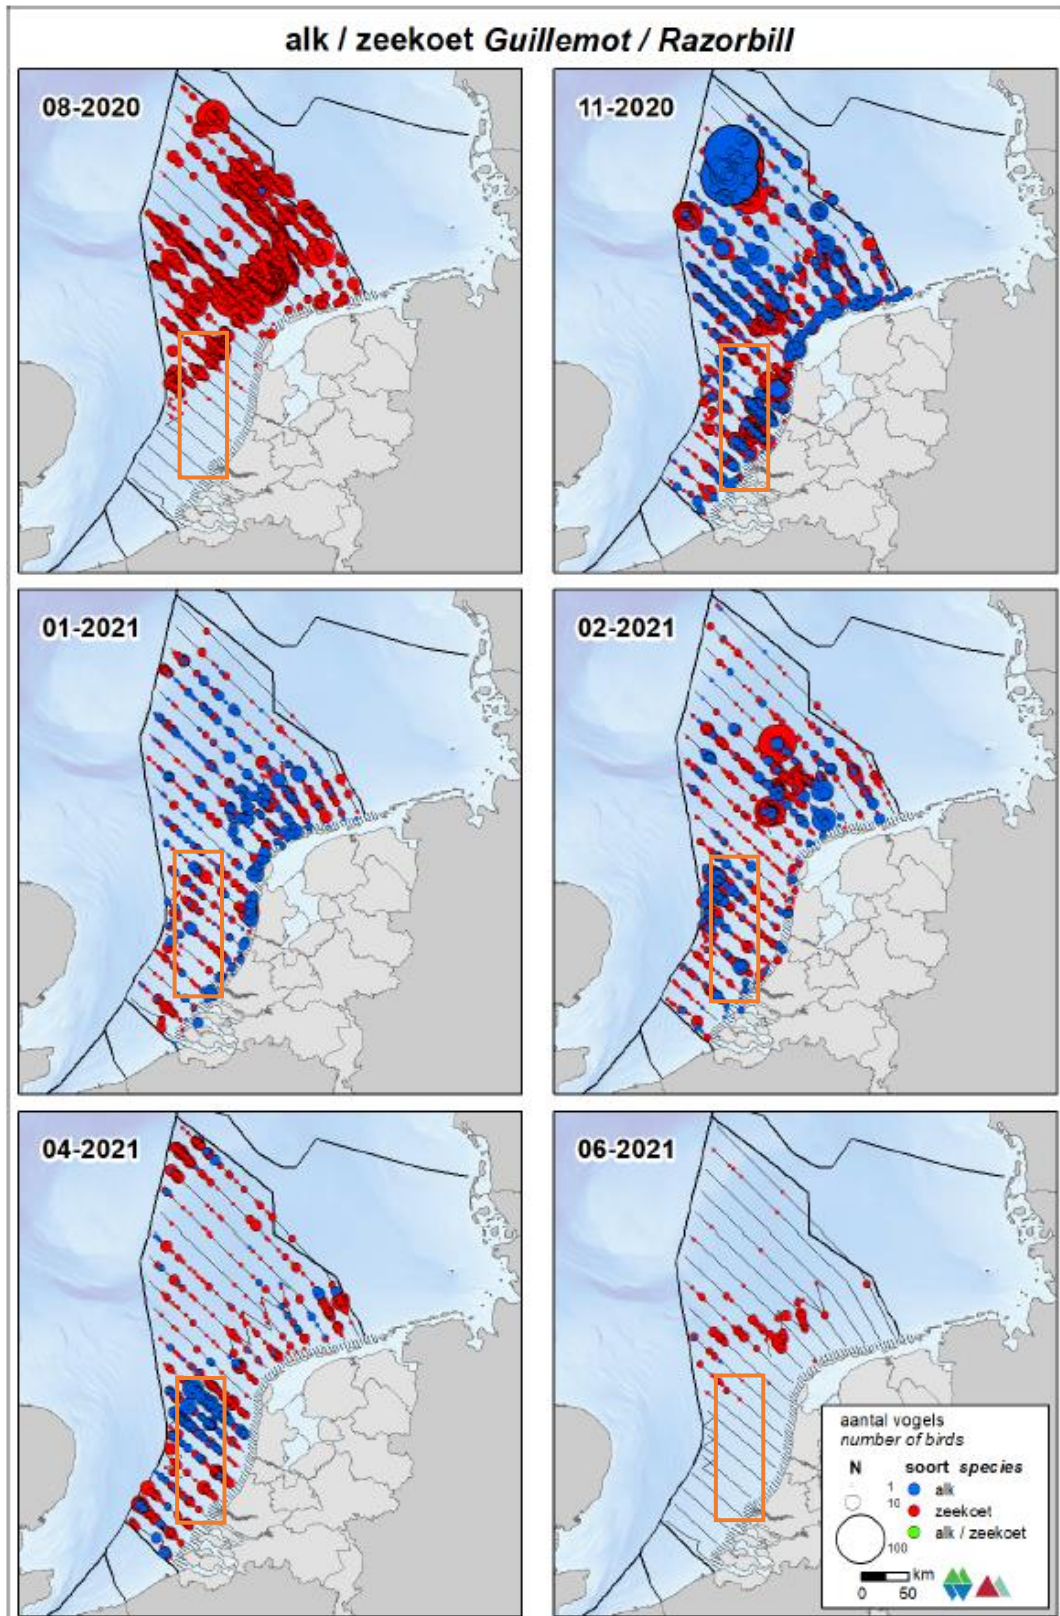 alk / zeekoet Guillemot / Razorbill
08-2020
11-2020
01-2021
02-2021
04-2021
06-2021
aantal vogels
number of birds
N soort species
1 alk
10 zeekoet
100 alk / zeekoet
km
0 50